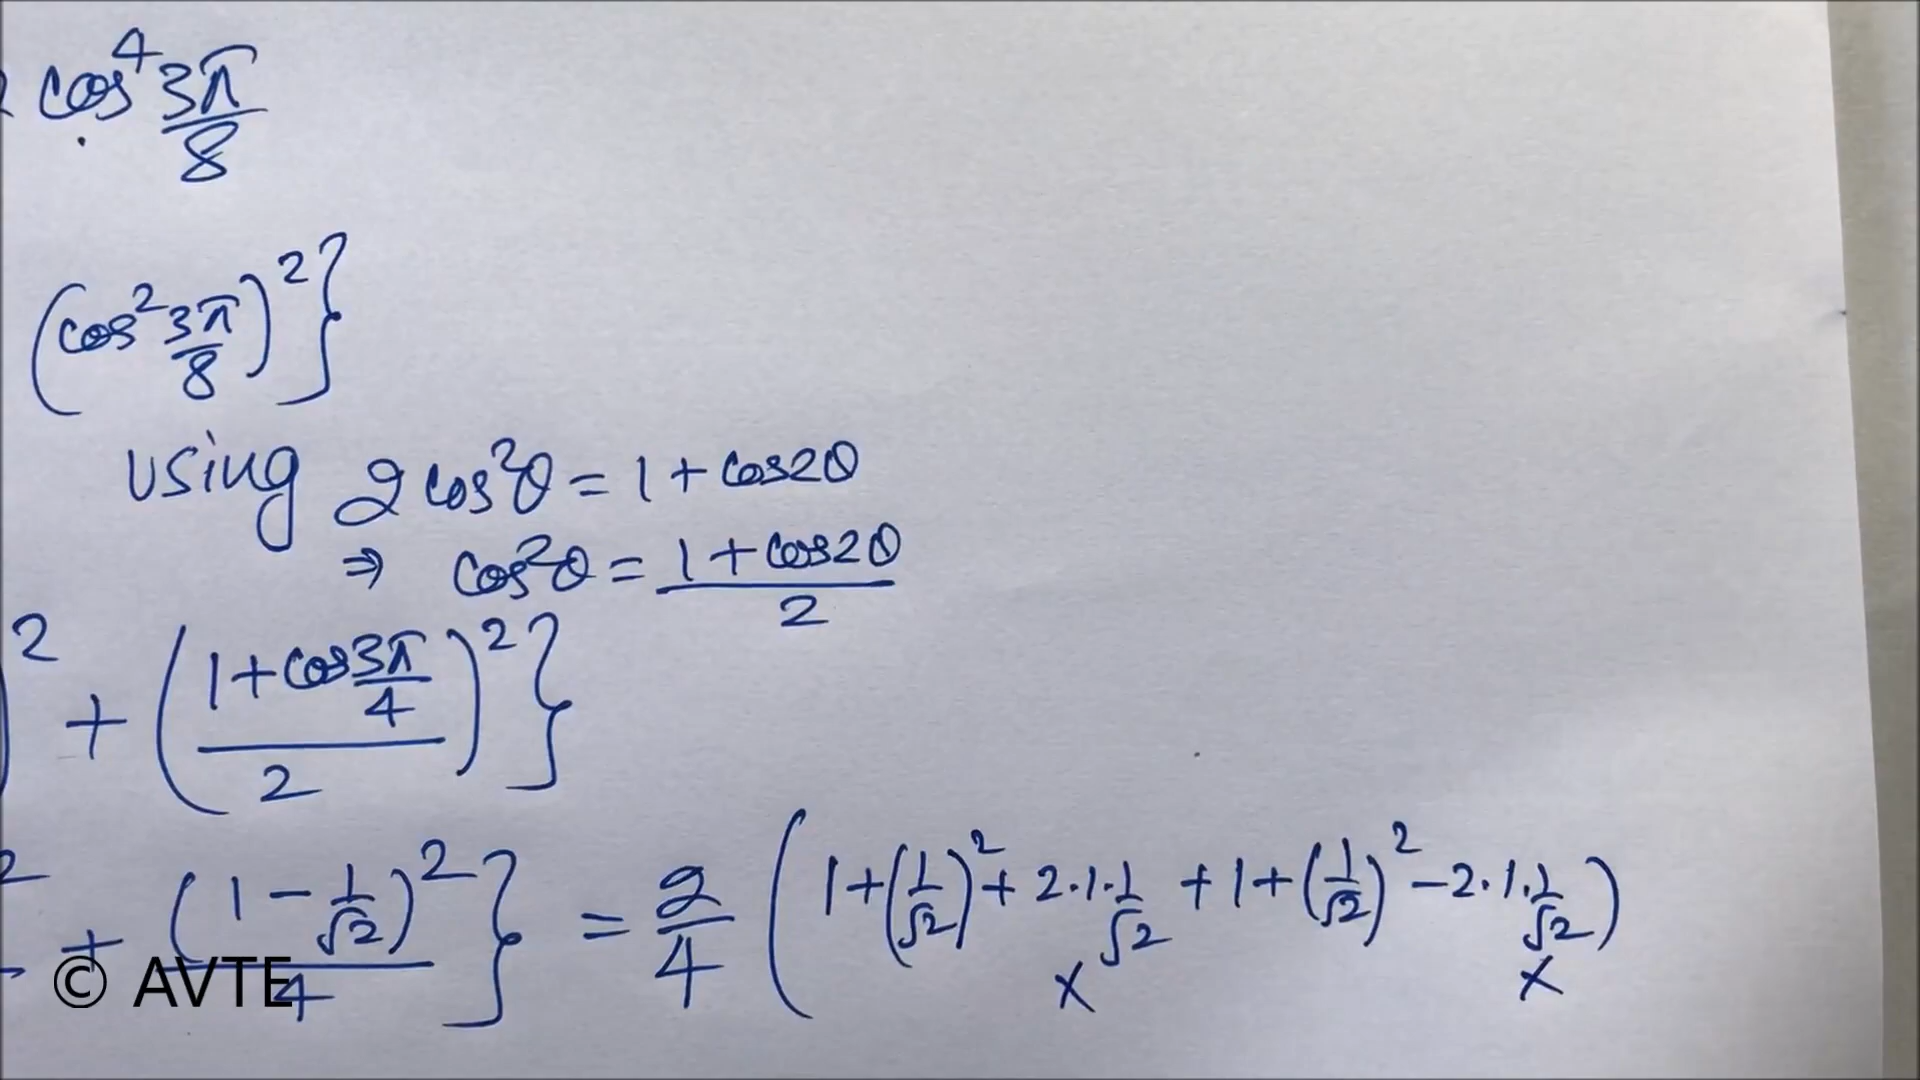 cos⁴ 3π/8
(cos² 3π/8)²}
using 2 cos²θ = 1 + cos2θ
⇒ cos²θ = (1 + cos2θ)/2
)² + ((1 + cos 3π/4)/2)²}
2 + (1 - 1/√2)²/4} = 2/4 (1 + (1/√2)² + 2·1·1/√2 + 1 + (1/√2)² - 2·1·1/√2)
x x
© AVTE